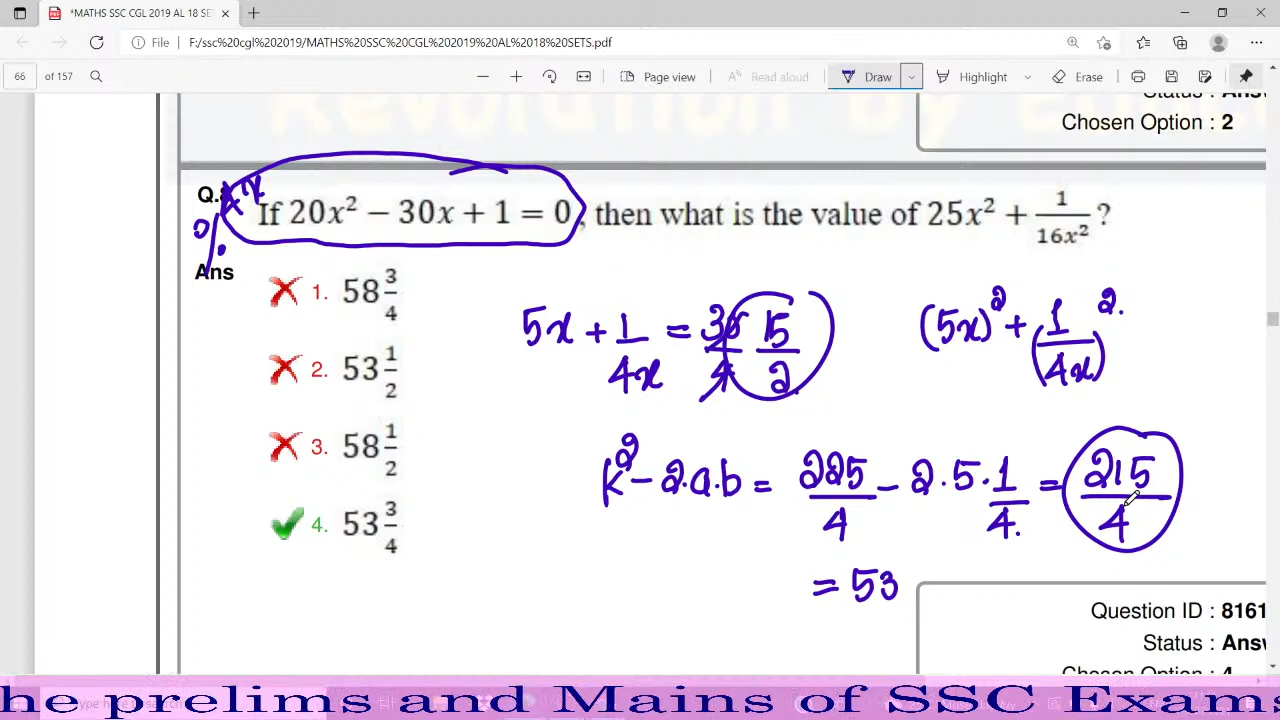 *MATHS SSC CGL 2019 AL 18 SET
File F:/ssc%20cgl%202019/MATHS%20SSC%20CGL%202019%20AL%2018%20SETS.pdf
66 of 157 Page view Read aloud Draw Highlight Erase
Chosen Option : 2
If 20x² − 30x + 1 = 0, then what is the value of 25x² + 1/16x² ?
Ans
1. 58 3/4
2. 53 1/2
3. 58 1/2
4. 53 3/4
5x + 1/4x = 30/4 15/2
(5x)² + (1/4x)².
k² − 2.a.b = 225/4 − 2.5.1/4. = 215/4
= 53
Question ID : 8161
Status :
Chosen Option : 4
he prelims and Mains of SSC Exam